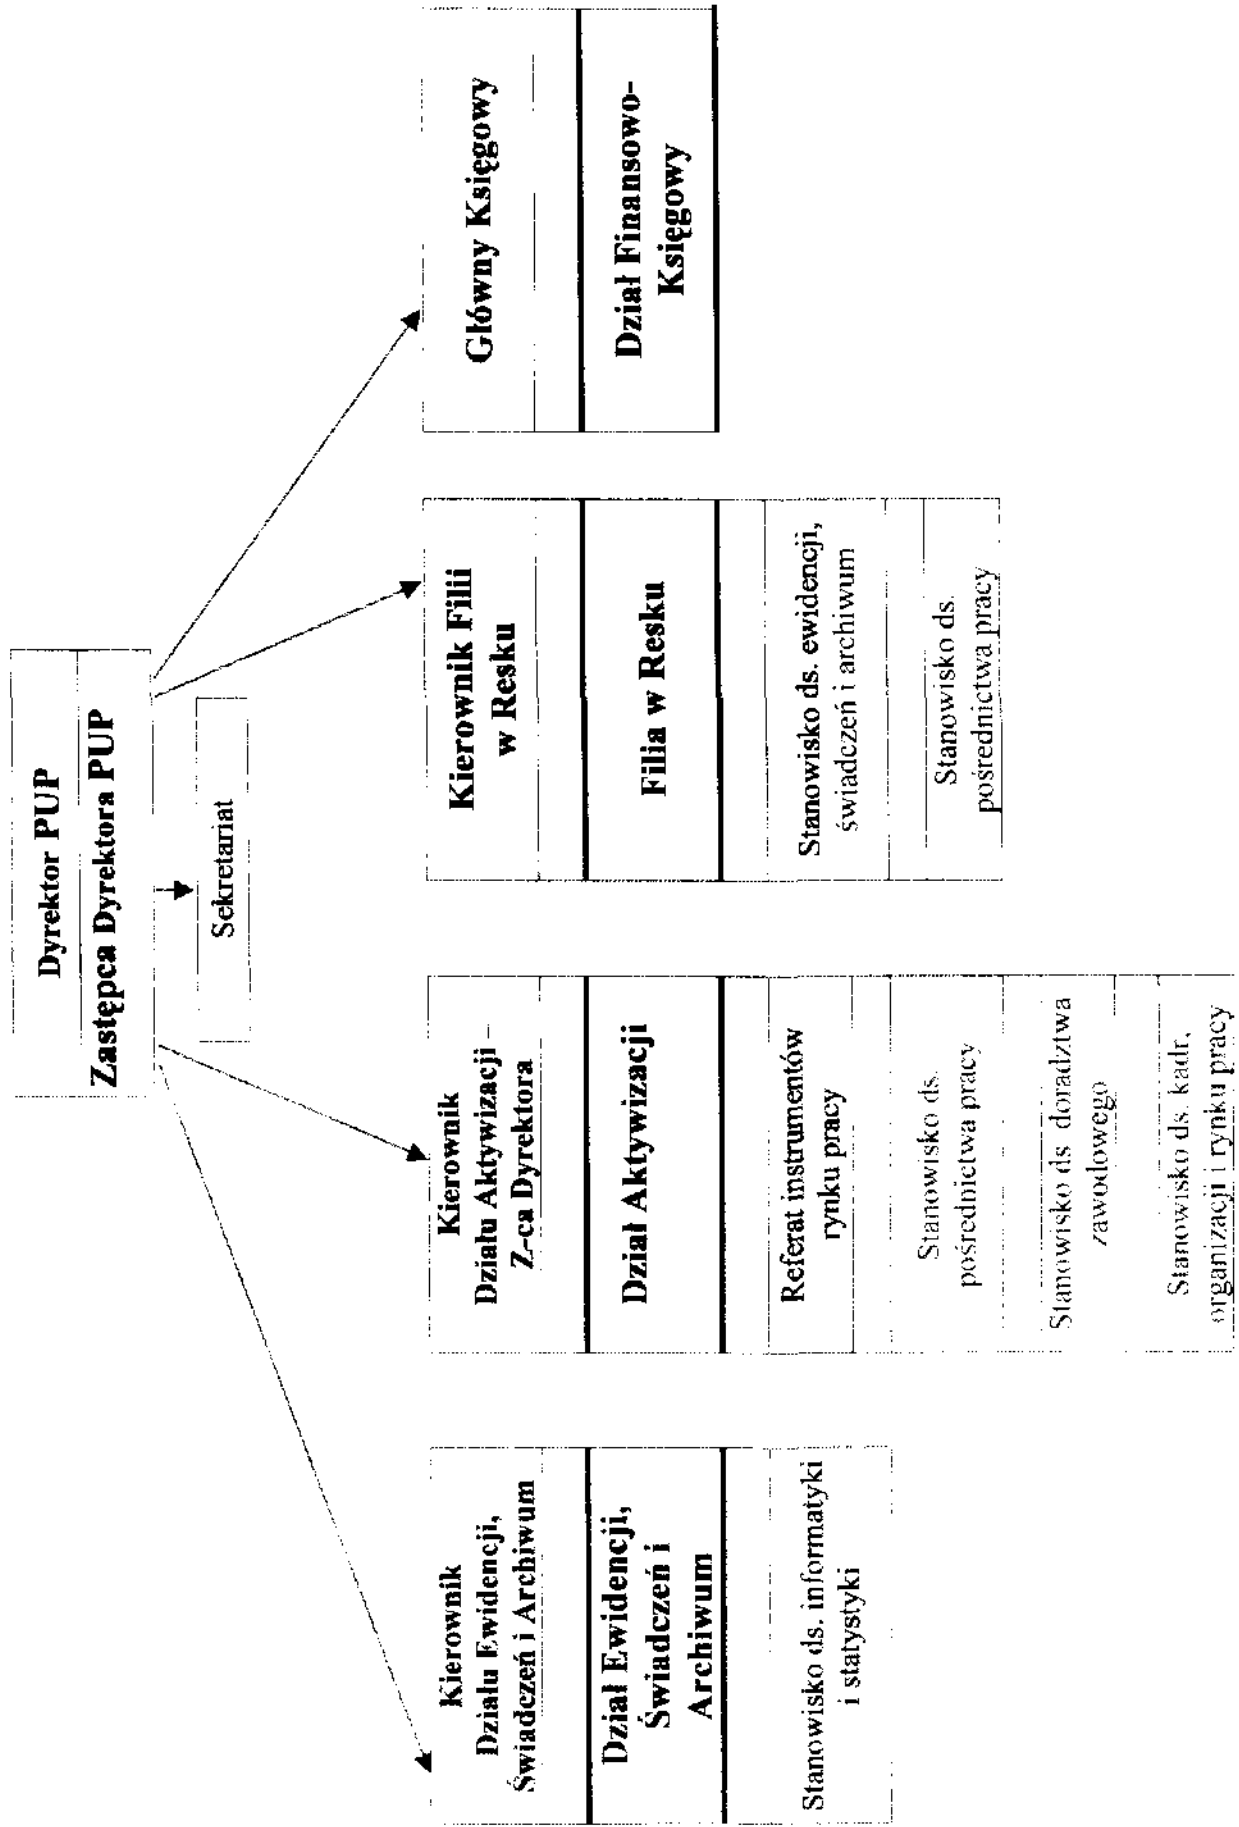 Dyrektor PUP
Zastępca Dyrektora PUP
Sekretariat
Kierownik
Działu Ewidencji,
Świadczeń i Archiwum
Dział Ewidencji,
Świadczeń i
Archiwum
Stanowisko ds. informatyki
i statystyki
Kierownik
Działu Aktywizacji –
Z-ca Dyrektora
Dział Aktywizacji
Referat instrumentów
rynku pracy
Stanowisko ds.
pośrednictwa pracy
Stanowisko ds doradztwa
zawodowego
Stanowisko ds. kadr,
organizacji i rynku pracy
Kierownik Filii
w Resku
Filia w Resku
Stanowisko ds. ewidencji,
świadczeń i archiwum
Stanowisko ds.
pośrednictwa pracy
Główny Księgowy
Dział Finansowo-
Księgowy